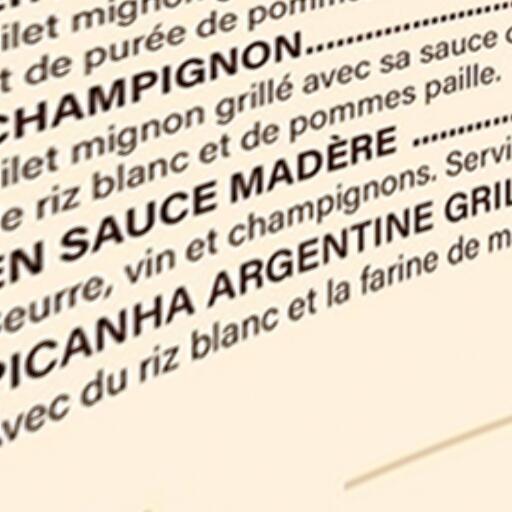 ilet mignon
t de purée de pomm
CHAMPIGNON..........................
ilet mignon grillé avec sa sauce
e riz blanc et de pommes paille.
EN SAUCE MADÈRE .............
eurre, vin et champignons. Servi
PICANHA ARGENTINE GRIL
Avec du riz blanc et la farine de m